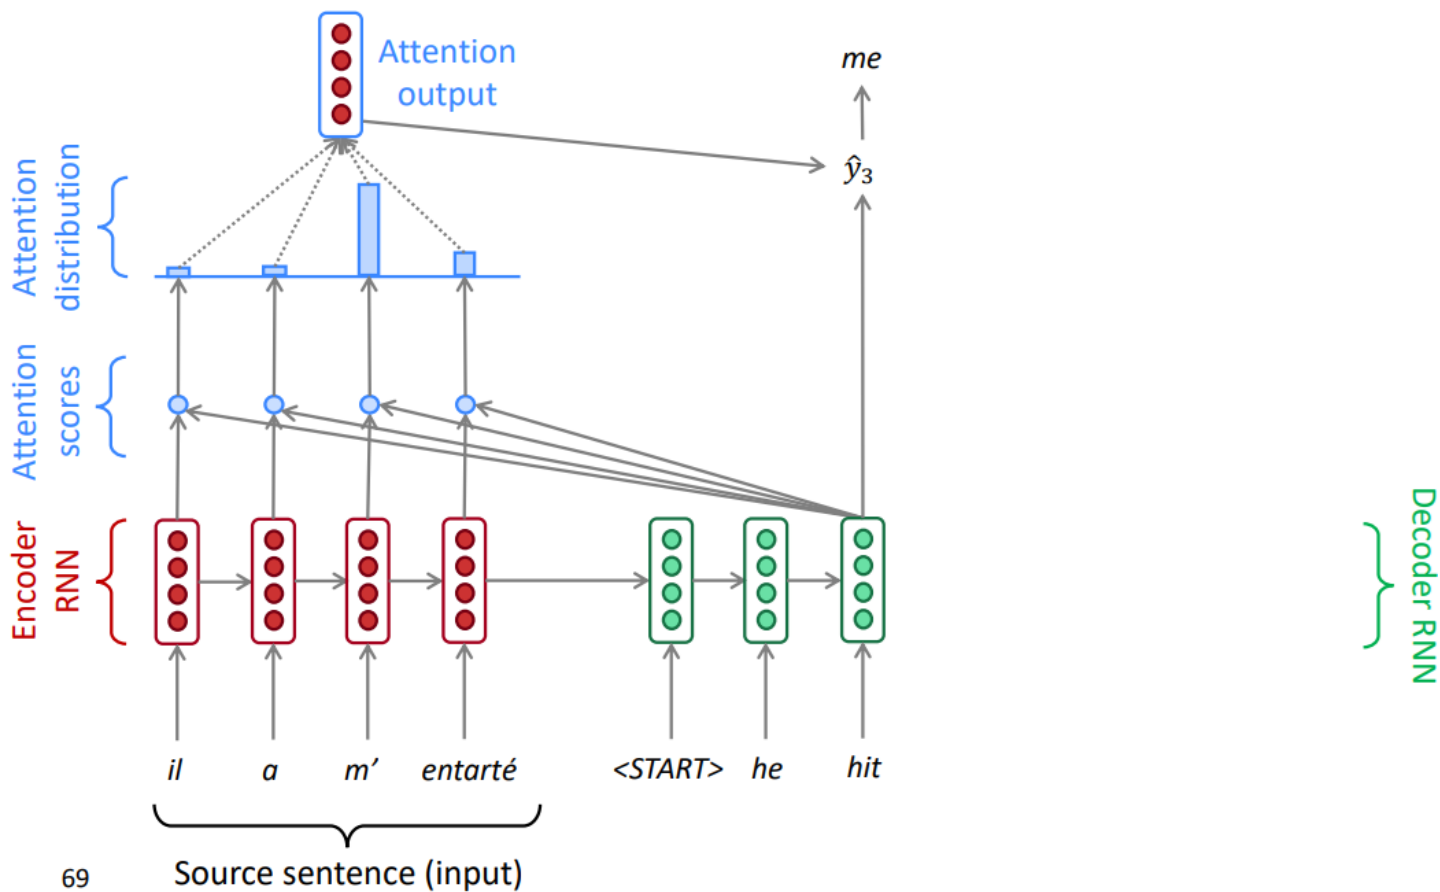 Attention
output
me
ŷ₃
Attention
distribution
Attention
scores
Encoder
RNN
Decoder RNN
il a m’ entarté <START> he hit
Source sentence (input)
69